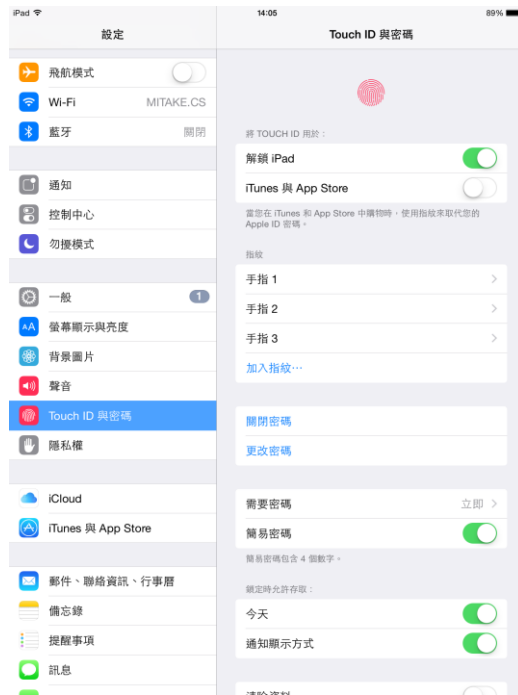 iPad
14:05
89%
設定
Touch ID 與密碼
飛航模式
Wi-Fi
MITAKE.CS
藍牙
關閉
通知
控制中心
勿擾模式
一般
1
AA 螢幕顯示與亮度
背景圖片
聲音
Touch ID 與密碼
隱私權
iCloud
iTunes 與 App Store
郵件、聯絡資訊、行事曆
備忘錄
提醒事項
訊息
將 TOUCH ID 用於：
解鎖 iPad
iTunes 與 App Store
當您在 iTunes 和 App Store 中購物時，使用指紋來取代您的
Apple ID 密碼。
指紋
手指 1
手指 2
手指 3
加入指紋⋯
關閉密碼
更改密碼
需要密碼
立即
簡易密碼
簡易密碼包含 4 個數字。
鎖定時允許存取：
今天
通知顯示方式
清除資料